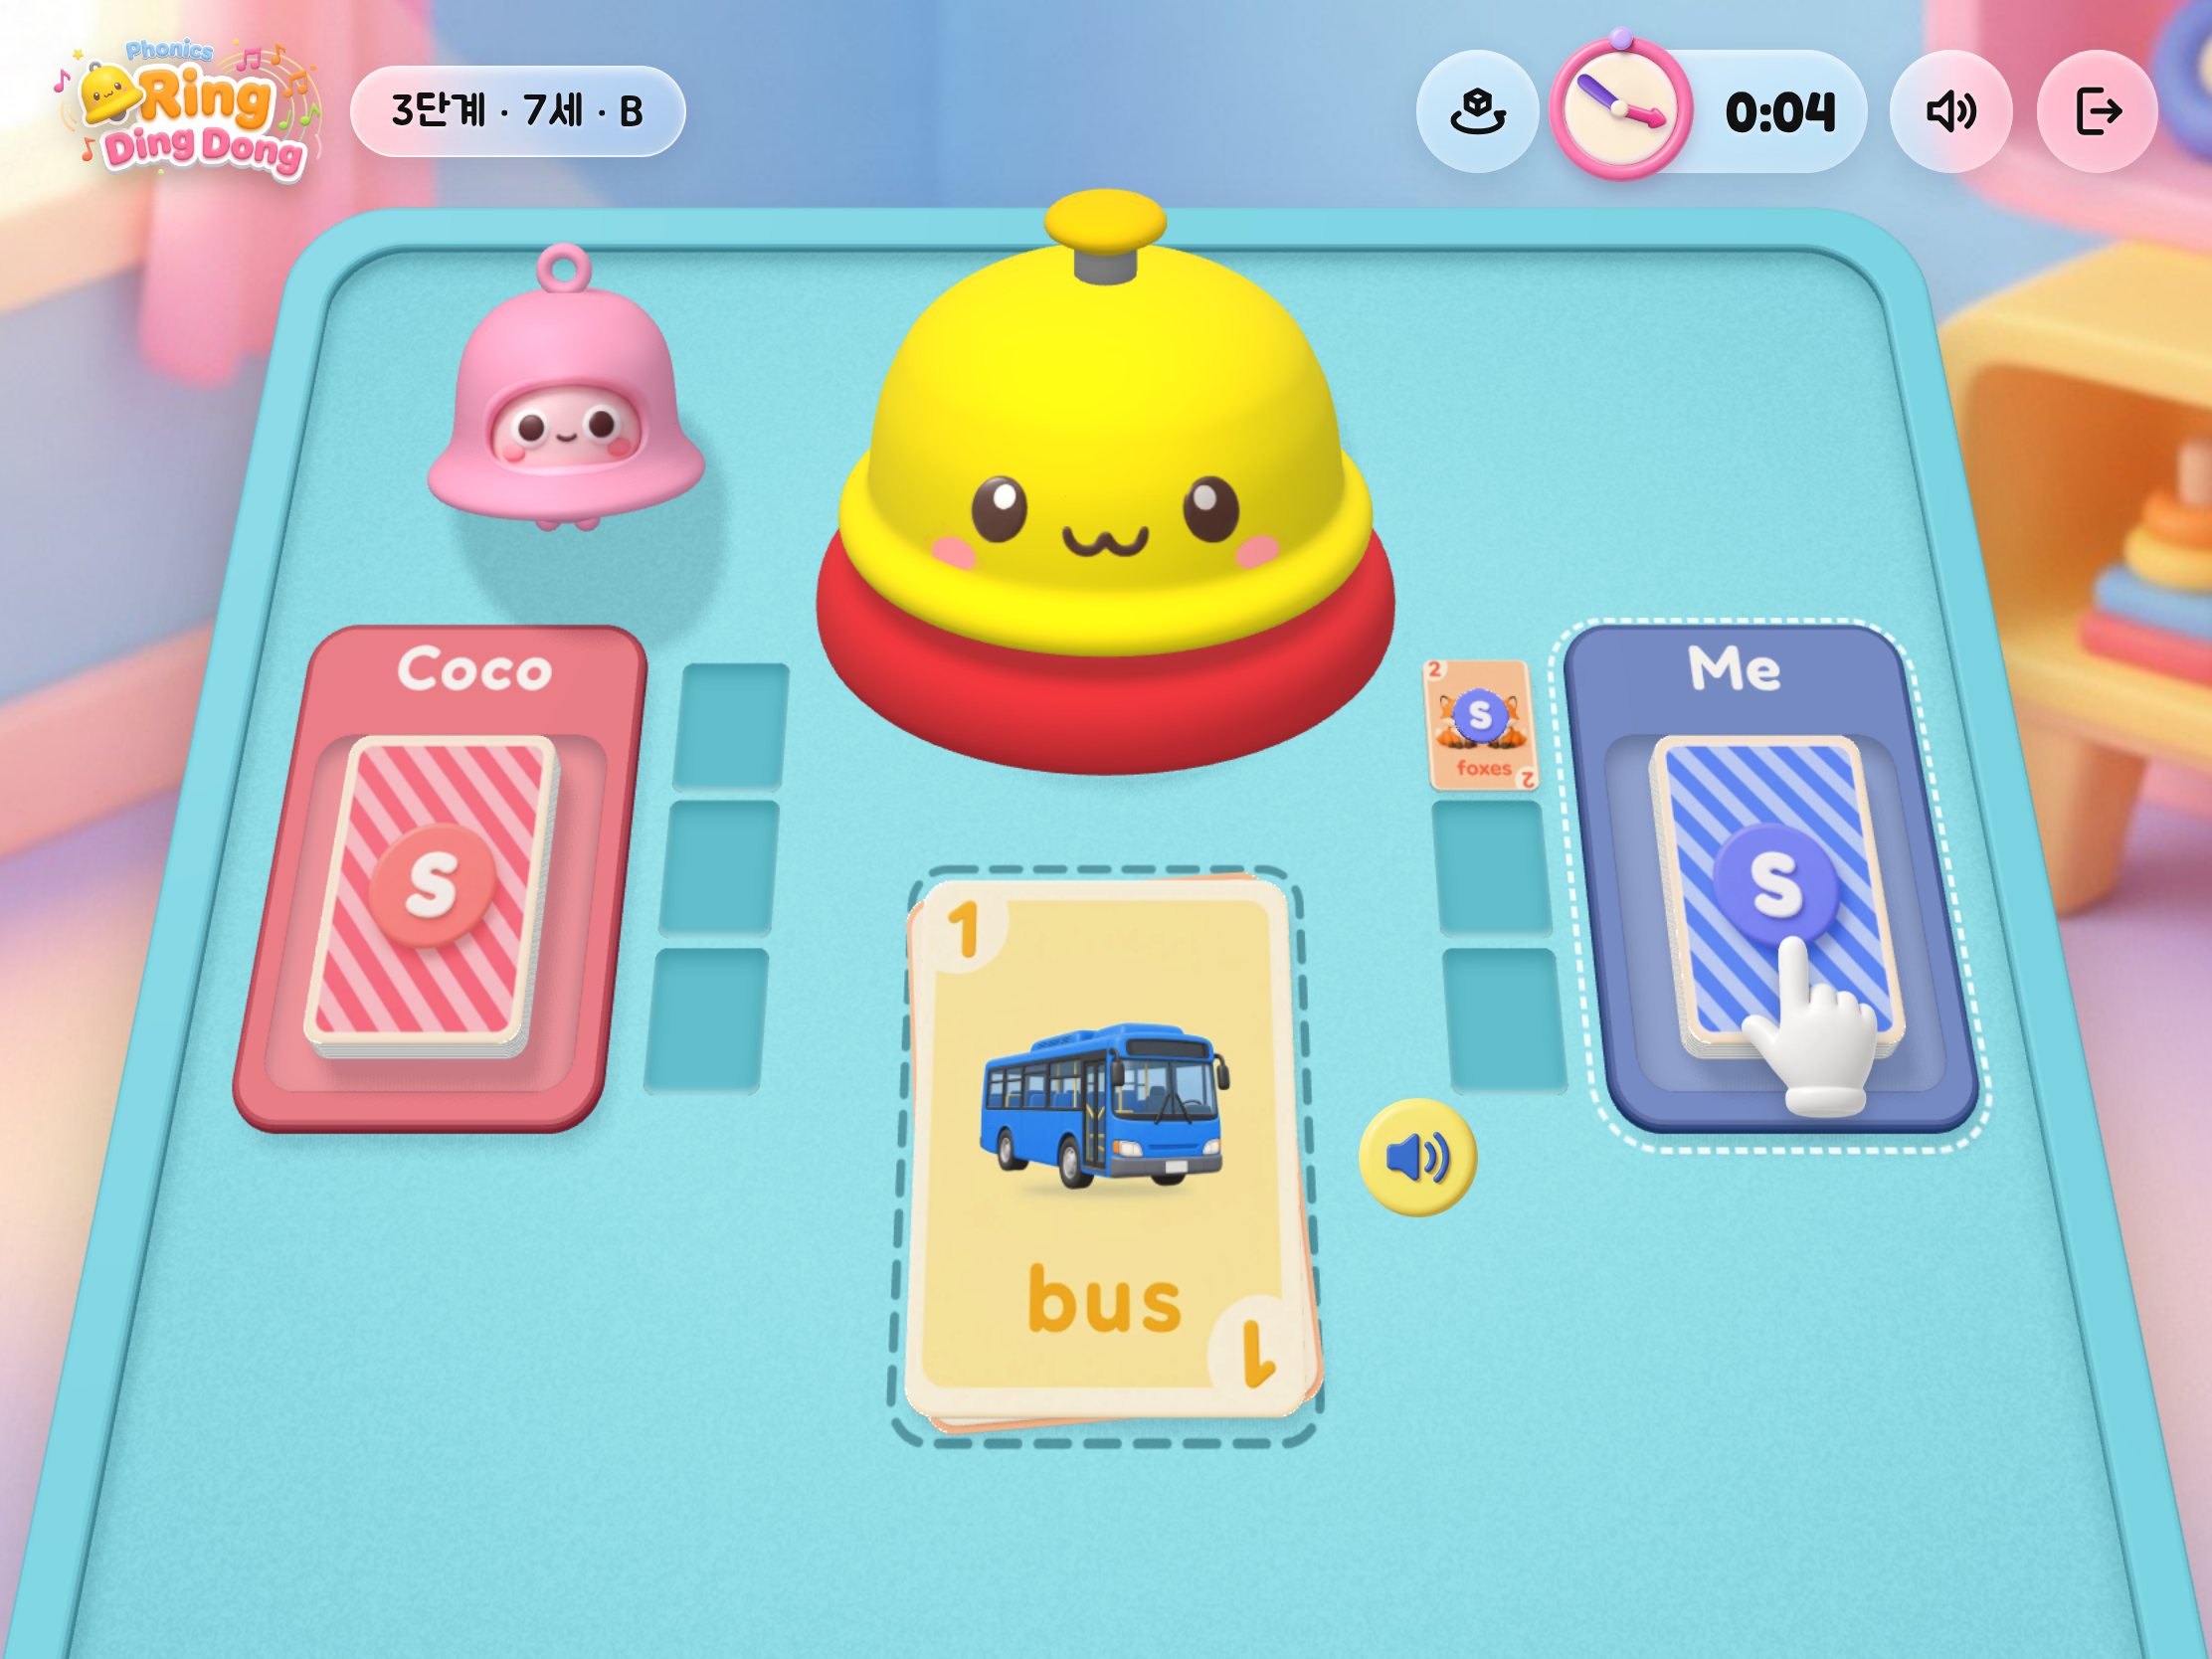 Phonics
Ring
Ding Dong
3단계 · 7세 · B
0:04
Coco
S
2
S
foxes
2
Me
S
1
bus
1